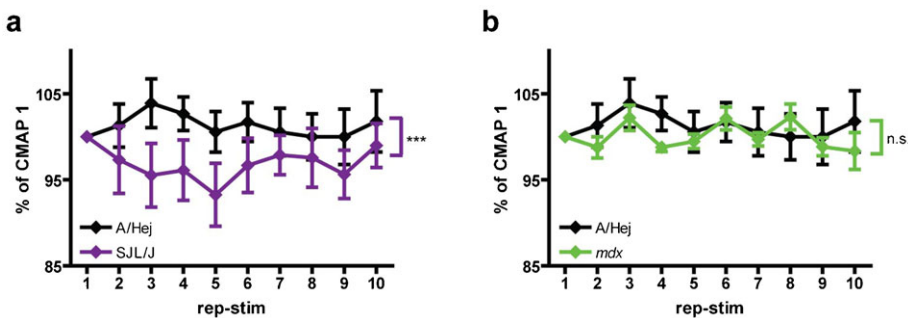 a
% of CMAP 1
105
95
85
***
A/Hej
SJL/J
1 2 3 4 5 6 7 8 9 10
rep-stim
b
% of CMAP 1
105
95
85
n.s
A/Hej
mdx
1 2 3 4 5 6 7 8 9 10
rep-stim